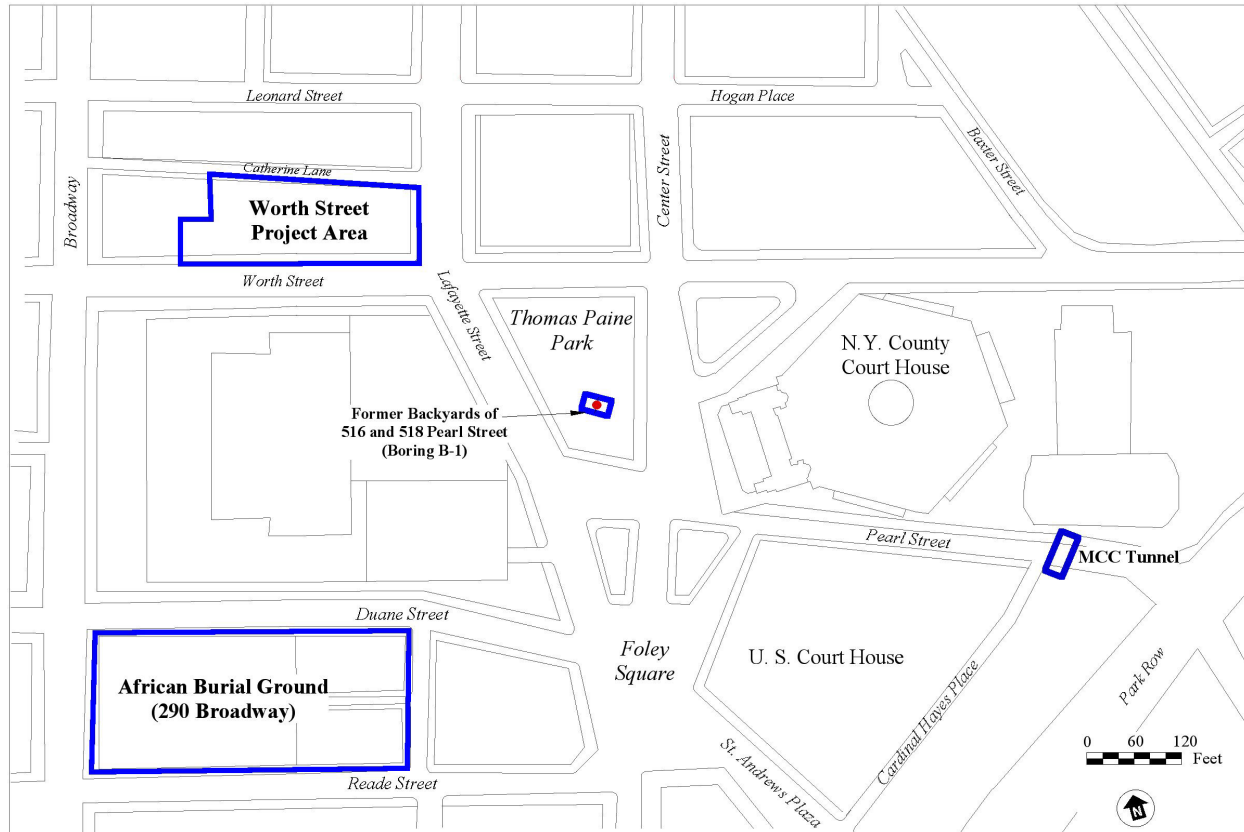 Leonard Street
Hogan Place
Catherine Lane
Broadway
Worth Street
Project Area
Center Street
Baxter Street
Worth Street
Lafayette Street
Thomas Paine
Park
N.Y. County
Court House
Former Backyards of
516 and 518 Pearl Street
(Boring B-1)
Pearl Street
MCC Tunnel
Duane Street
Foley
Square
U. S. Court House
African Burial Ground
(290 Broadway)
Cardinal Hayes Place
Park Row
St. Andrews Plaza
Reade Street
0 60 120
Feet
N